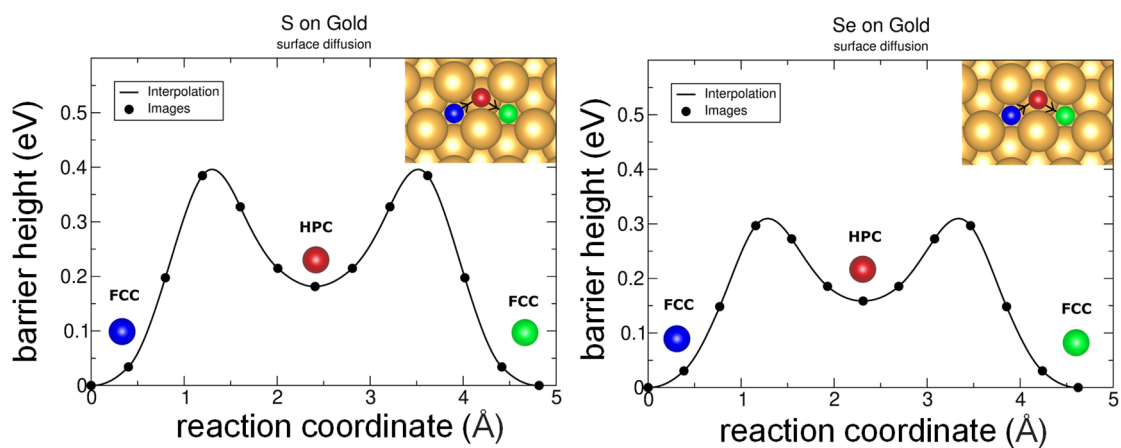 S on Gold
surface diffusion
Interpolation
Images
barrier height (eV)
0.5
0.4
0.3
0.2
0.1
0
FCC
HPC
FCC
0 1 2 3 4 5
reaction coordinate (Å)
Se on Gold
surface diffusion
Interpolation
Images
barrier height (eV)
0.5
0.4
0.3
0.2
0.1
0
FCC
HPC
FCC
0 1 2 3 4 5
reaction coordinate (Å)